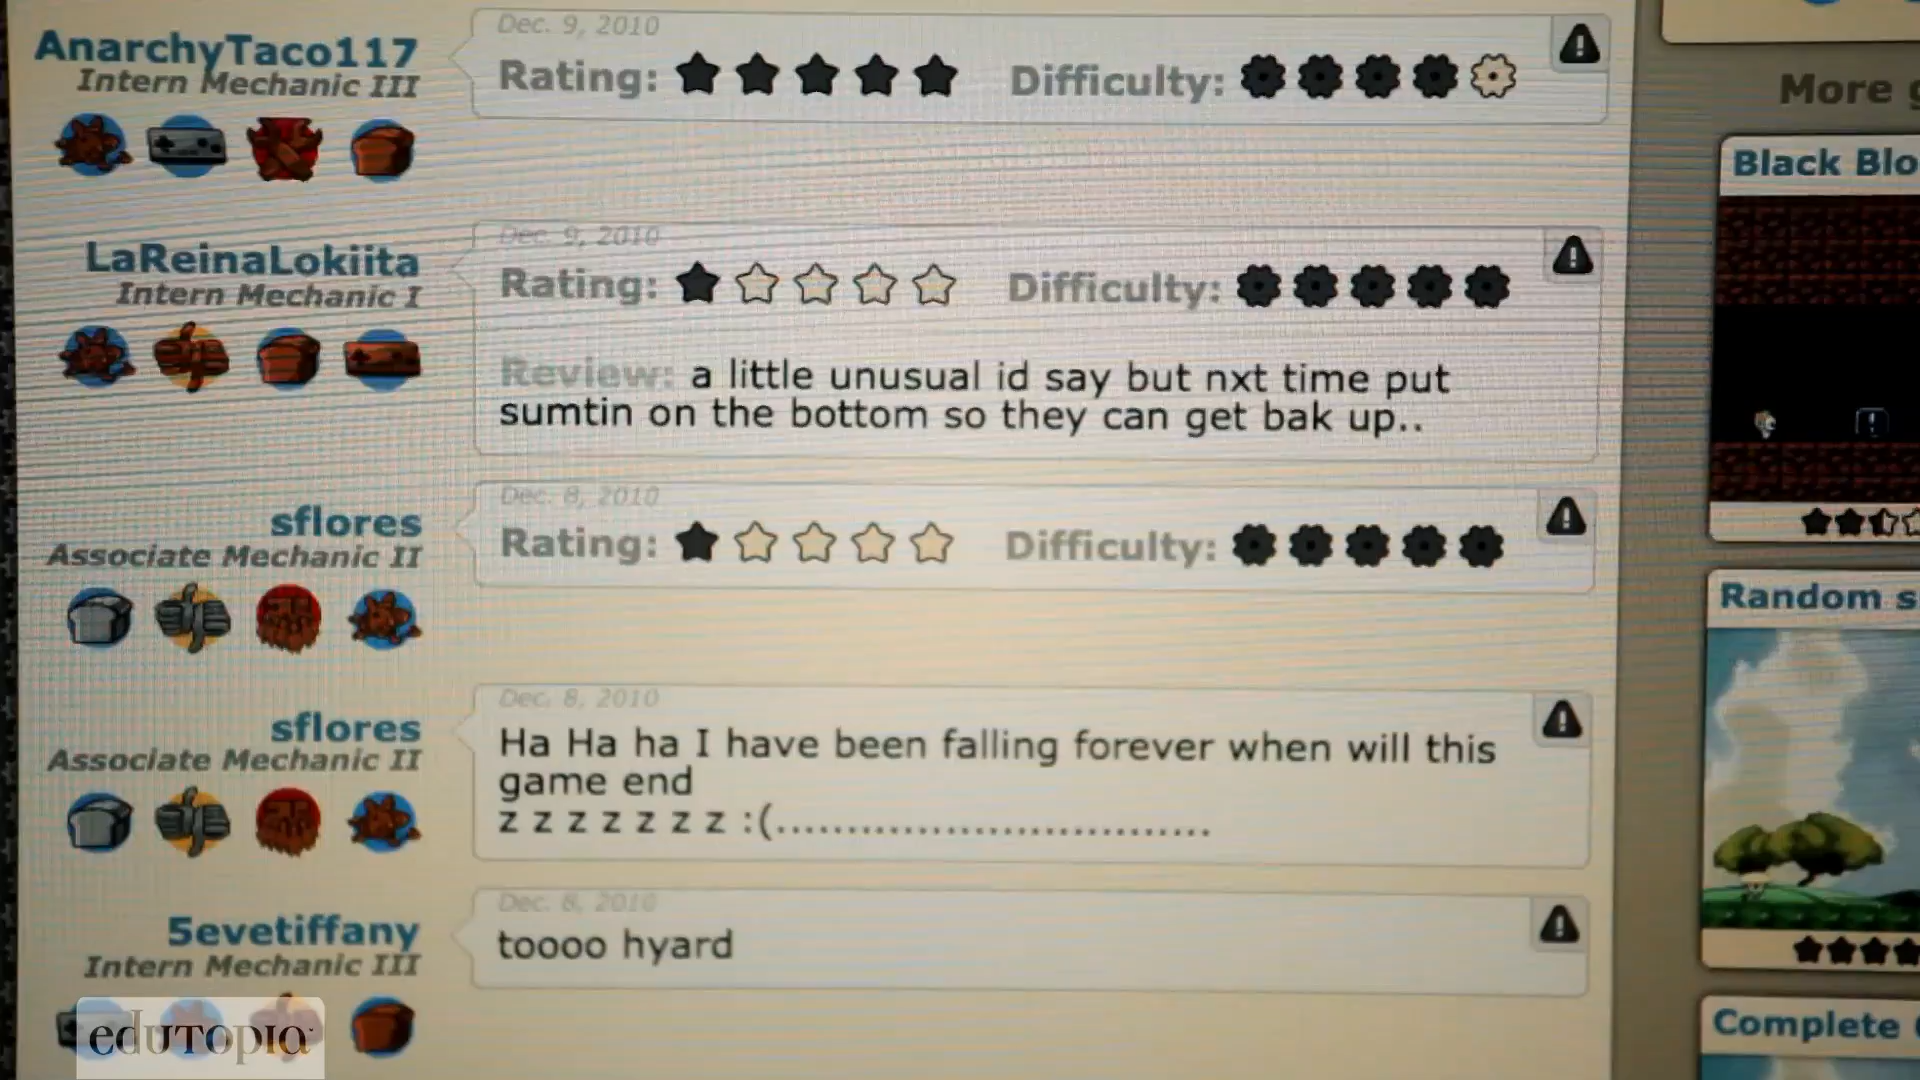 AnarchyTaco117
Intern Mechanic III
Dec. 9, 2010
Rating:
Difficulty:
LaReinaLokiita
Intern Mechanic I
Dec. 9, 2010
Rating:
Difficulty:
Review: a little unusual id say but nxt time put
sumtin on the bottom so they can get bak up..
sflores
Associate Mechanic II
Dec. 8, 2010
Rating:
Difficulty:
sflores
Associate Mechanic II
Dec. 8, 2010
Ha Ha ha I have been falling forever when will this
game end
z z z z z z z :(...............................
5evetiffany
Intern Mechanic III
Dec. 8, 2010
toooo hyard
More
Black Blo
Random s
Complete
edutopia